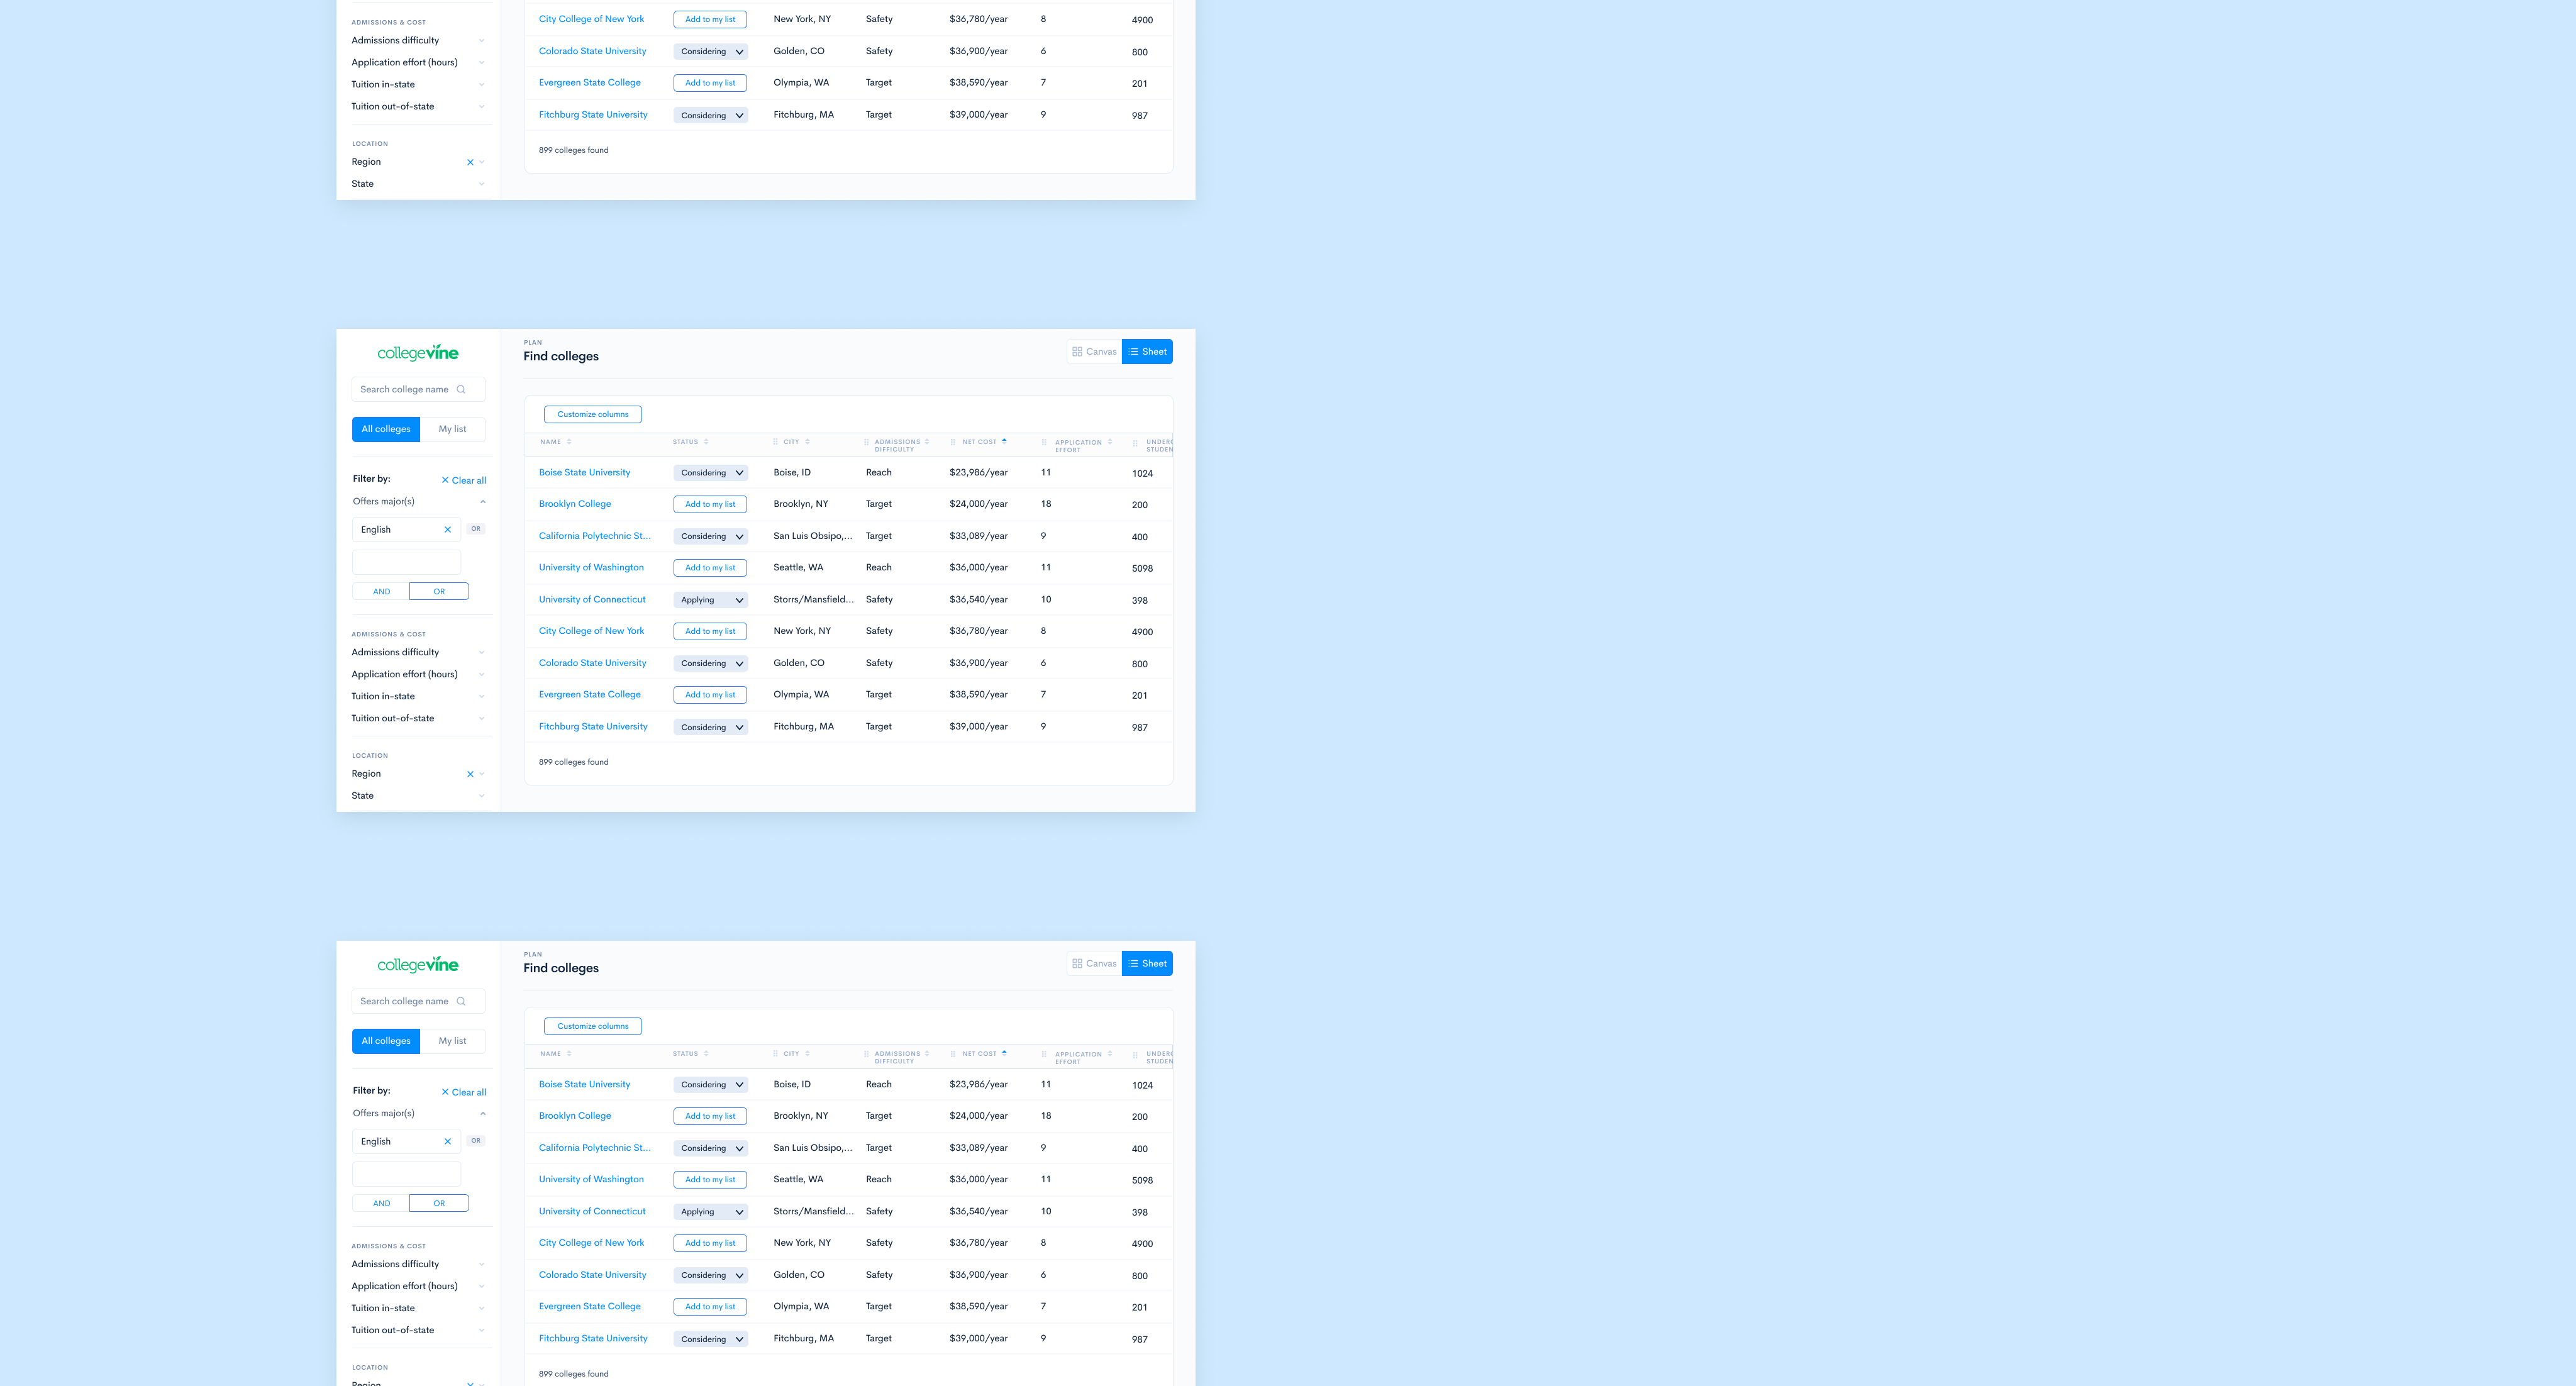 ADMISSIONS & COST
Admissions difficulty
Application effort (hours)
Tuition in-state
Tuition out-of-state
LOCATION
Region
State
City College of New York Add to my list New York, NY Safety $36,780/year 8 4900
Colorado State University Considering Golden, CO Safety $36,900/year 6 800
Evergreen State College Add to my list Olympia, WA Target $38,590/year 7 201
Fitchburg State University Considering Fitchburg, MA Target $39,000/year 9 987
899 colleges found
collegevine
Search college name
All colleges My list
Filter by: Clear all
Offers major(s)
English OR
AND OR
ADMISSIONS & COST
Admissions difficulty
Application effort (hours)
Tuition in-state
Tuition out-of-state
LOCATION
Region
State
PLAN
Find colleges
Canvas Sheet
Customize columns
NAME STATUS CITY ADMISSIONS DIFFICULTY NET COST APPLICATION EFFORT
Boise State University Considering Boise, ID Reach $23,986/year 11 1024
Brooklyn College Add to my list Brooklyn, NY Target $24,000/year 18 200
California Polytechnic St... Considering San Luis Obsipo,... Target $33,089/year 9 400
University of Washington Add to my list Seattle, WA Reach $36,000/year 11 5098
University of Connecticut Applying Storrs/Mansfield... Safety $36,540/year 10 398
City College of New York Add to my list New York, NY Safety $36,780/year 8 4900
Colorado State University Considering Golden, CO Safety $36,900/year 6 800
Evergreen State College Add to my list Olympia, WA Target $38,590/year 7 201
Fitchburg State University Considering Fitchburg, MA Target $39,000/year 9 987
899 colleges found
collegevine
Search college name
All colleges My list
Filter by: Clear all
Offers major(s)
English OR
AND OR
ADMISSIONS & COST
Admissions difficulty
Application effort (hours)
Tuition in-state
Tuition out-of-state
LOCATION
Region
PLAN
Find colleges
Canvas Sheet
Customize columns
NAME STATUS CITY ADMISSIONS DIFFICULTY NET COST APPLICATION EFFORT
Boise State University Considering Boise, ID Reach $23,986/year 11 1024
Brooklyn College Add to my list Brooklyn, NY Target $24,000/year 18 200
California Polytechnic St... Considering San Luis Obsipo,... Target $33,089/year 9 400
University of Washington Add to my list Seattle, WA Reach $36,000/year 11 5098
University of Connecticut Applying Storrs/Mansfield... Safety $36,540/year 10 398
City College of New York Add to my list New York, NY Safety $36,780/year 8 4900
Colorado State University Considering Golden, CO Safety $36,900/year 6 800
Evergreen State College Add to my list Olympia, WA Target $38,590/year 7 201
Fitchburg State University Considering Fitchburg, MA Target $39,000/year 9 987
899 colleges found